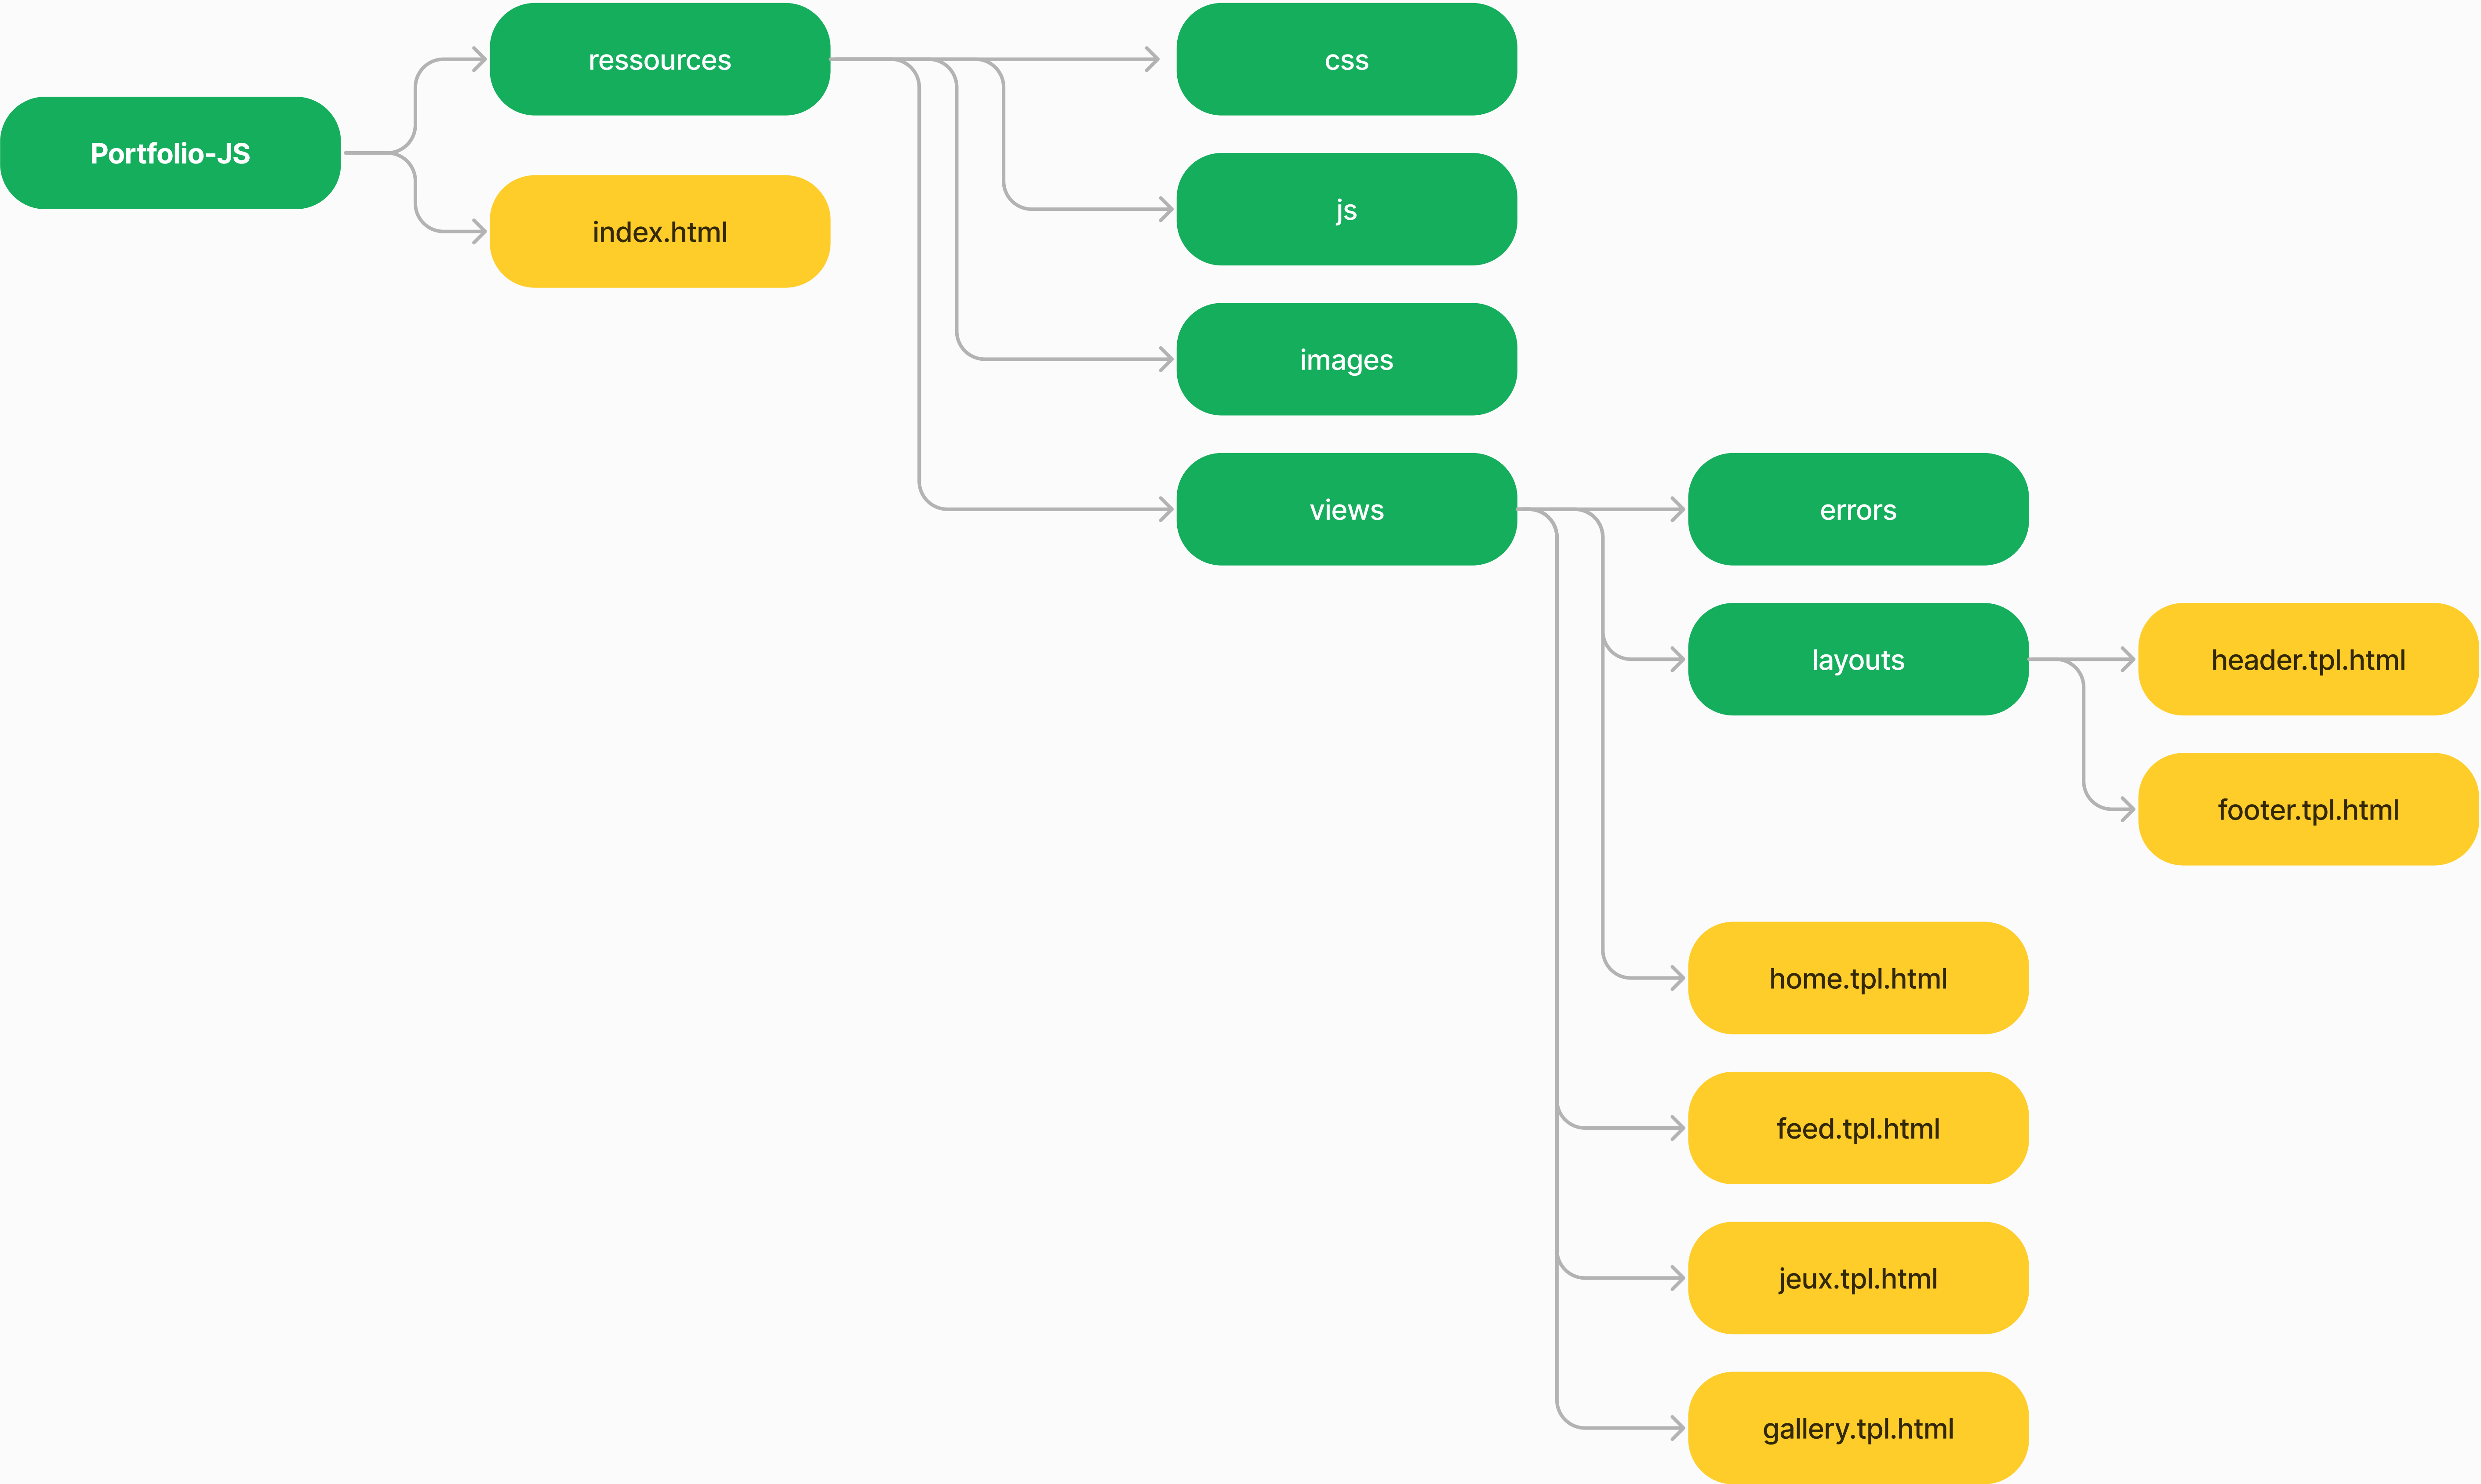 Portfolio-JS
ressources
index.html
css
js
images
views
errors
layouts
header.tpl.html
footer.tpl.html
home.tpl.html
feed.tpl.html
jeux.tpl.html
gallery.tpl.html